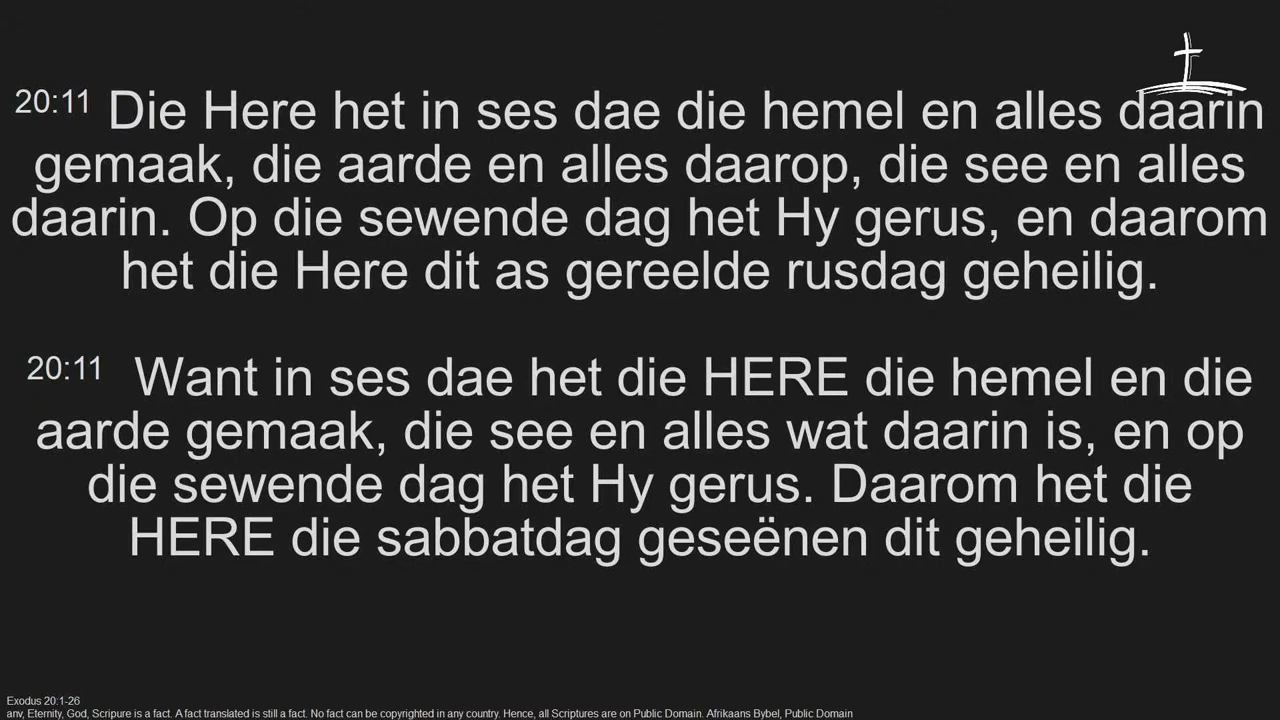 20:11 Die Here het in ses dae die hemel en alles daarin
gemaak, die aarde en alles daarop, die see en alles
daarin. Op die sewende dag het Hy gerus, en daarom
het die Here dit as gereelde rusdag geheilig.
20:11 Want in ses dae het die HERE die hemel en die
aarde gemaak, die see en alles wat daarin is, en op
die sewende dag het Hy gerus. Daarom het die
HERE die sabbatdag geseënen dit geheilig.
Exodus 20:1-26
anv, Eternity, God, Scripure is a fact. A fact translated is still a fact. No fact can be copyrighted in any country. Hence, all Scriptures are on Public Domain. Afrikaans Bybel, Public Domain